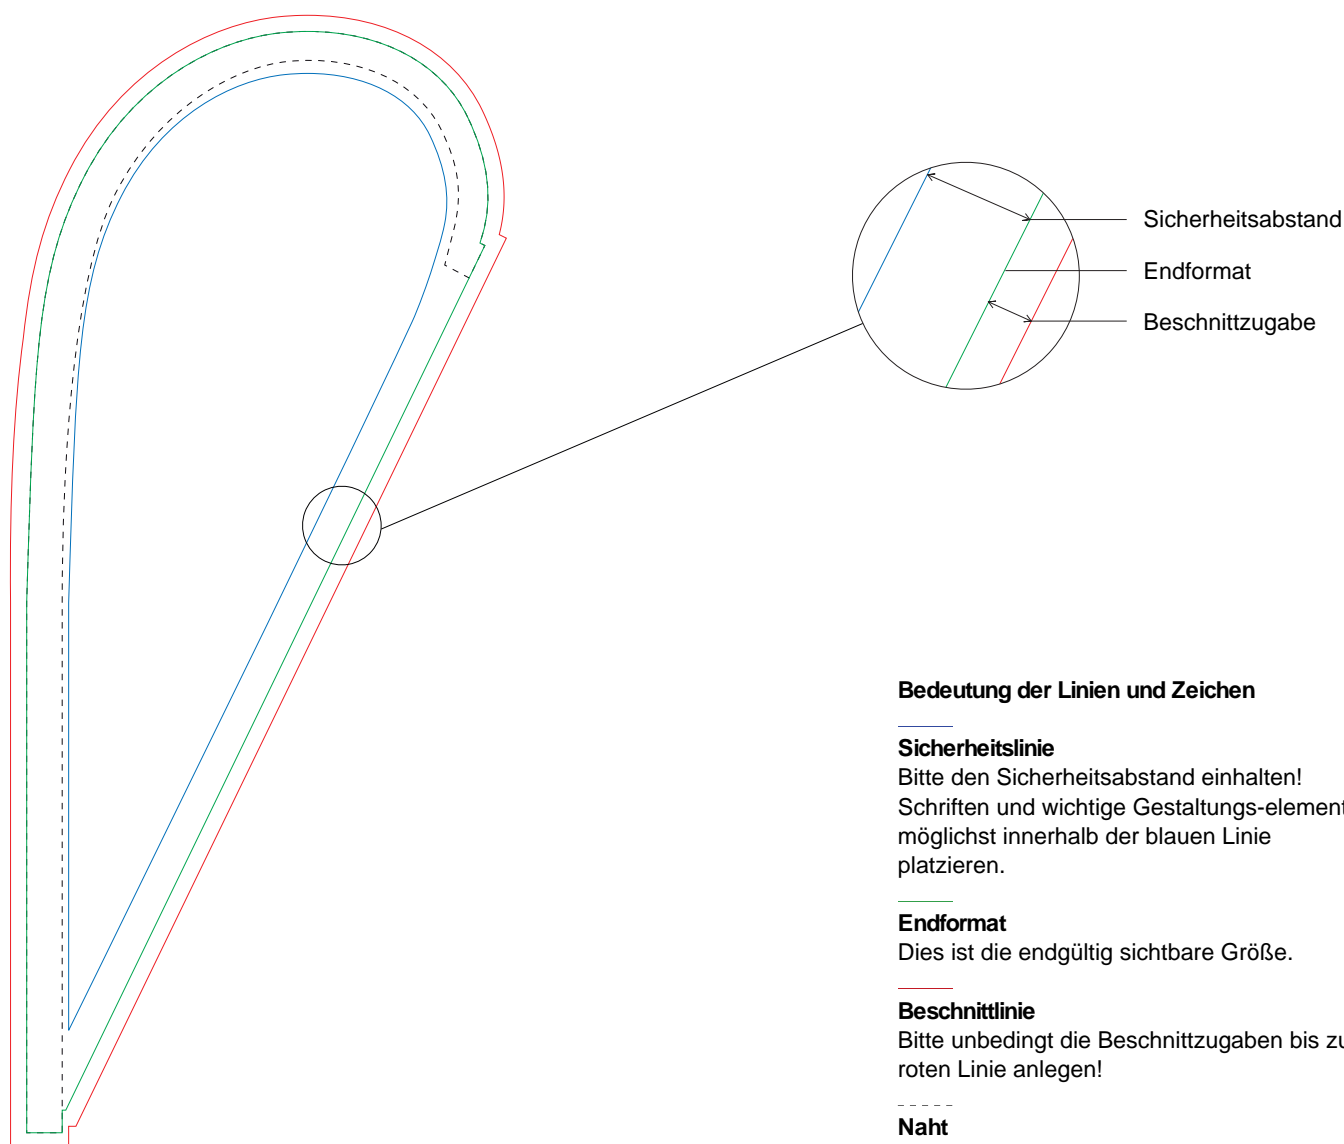 Sicherheitsabstand
Endformat
Beschnittzugabe
Bedeutung der Linien und Zeichen
Sicherheitslinie
Bitte den Sicherheitsabstand einhalten!
Schriften und wichtige Gestaltungs-element
möglichst innerhalb der blauen Linie
platzieren.
Endformat
Dies ist die endgültig sichtbare Größe.
Beschnittlinie
Bitte unbedingt die Beschnittzugaben bis zu
roten Linie anlegen!
Naht